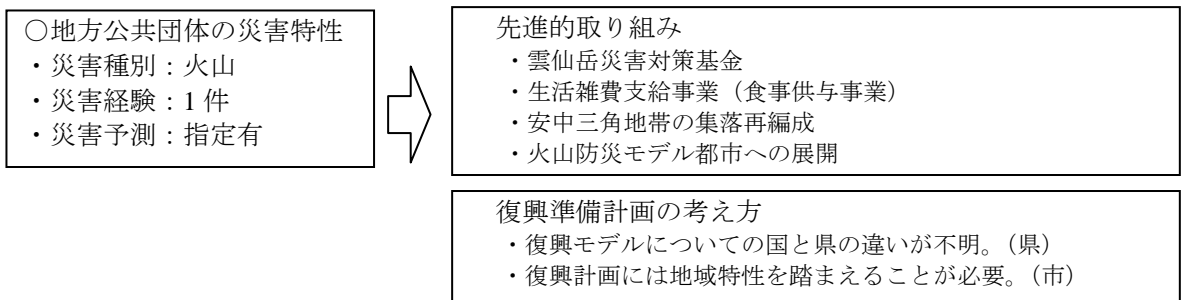 ○地方公共団体の災害特性
・災害種別：火山
・災害経験：1 件
・災害予測：指定有
先進的取り組み
・雲仙岳災害対策基金
・生活雑費支給事業（食事供与事業）
・安中三角地帯の集落再編成
・火山防災モデル都市への展開
復興準備計画の考え方
・復興モデルについての国と県の違いが不明。（県）
・復興計画には地域特性を踏まえることが必要。（市）